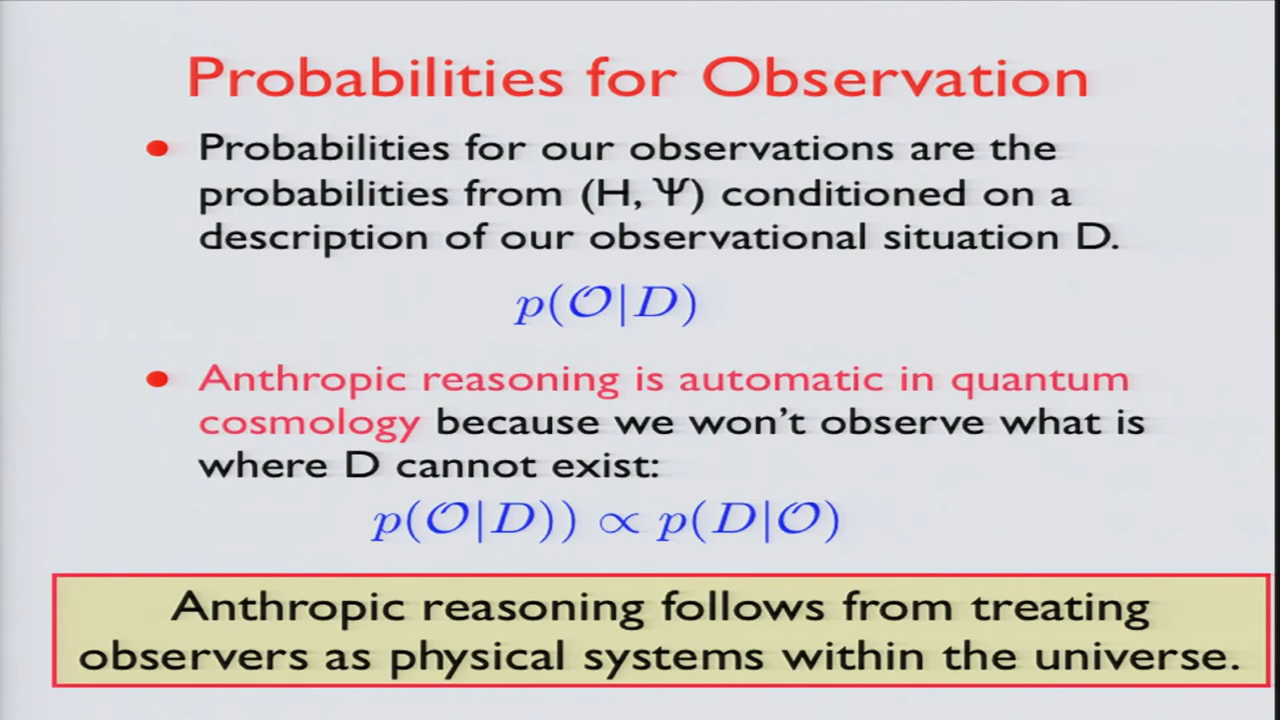 Probabilities for Observation
• Probabilities for our observations are the
probabilities from (H, Ψ) conditioned on a
description of our observational situation D.
p(𝒪|D)
• Anthropic reasoning is automatic in quantum
cosmology because we won't observe what is
where D cannot exist:
p(𝒪|D)) ∝ p(D|𝒪)
Anthropic reasoning follows from treating
observers as physical systems within the universe.